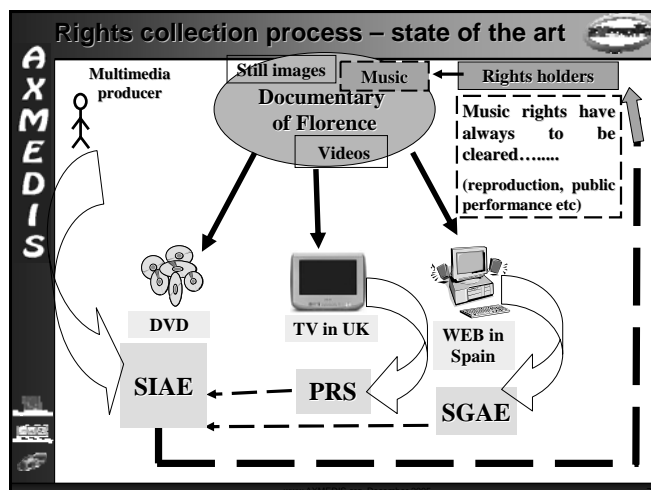 Rights collection process – state of the art
AXMEDIS
Multimedia
producer
Still images
Music
Rights holders
Documentary
of Florence
Videos
Music rights have
always to be
cleared…......
(reproduction, public
performance etc)
DVD
TV in UK
WEB in
Spain
SIAE
PRS
SGAE